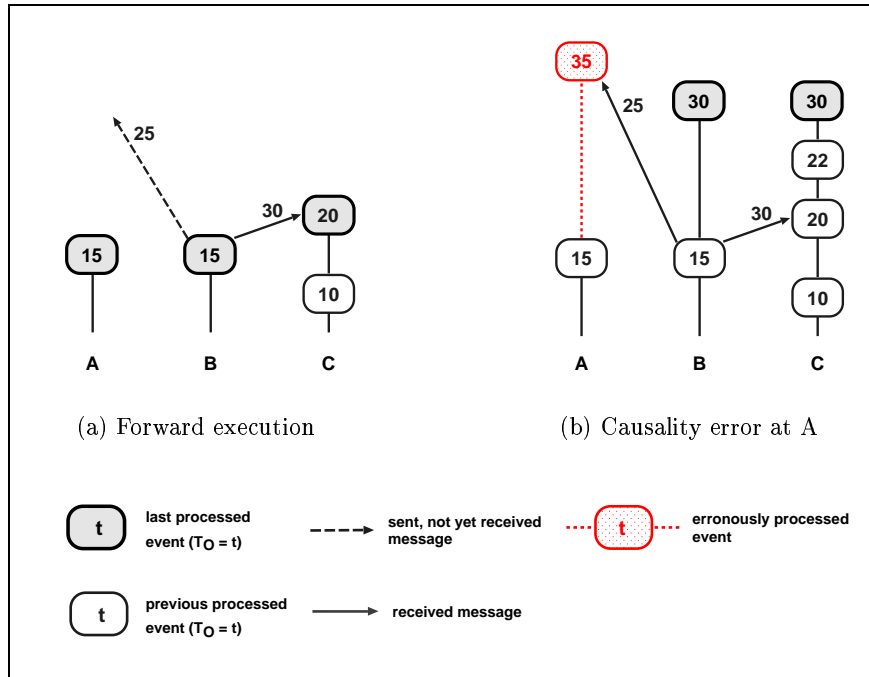 25
30
15
15
20
10
A
B
C
(a) Forward execution
35
25
30
30
22
30
20
15
15
10
A
B
C
(b) Causality error at A
t
last processed
event (TO = t)
sent, not yet received
message
t
erronously processed
event
t
previous processed
event (TO = t)
received message